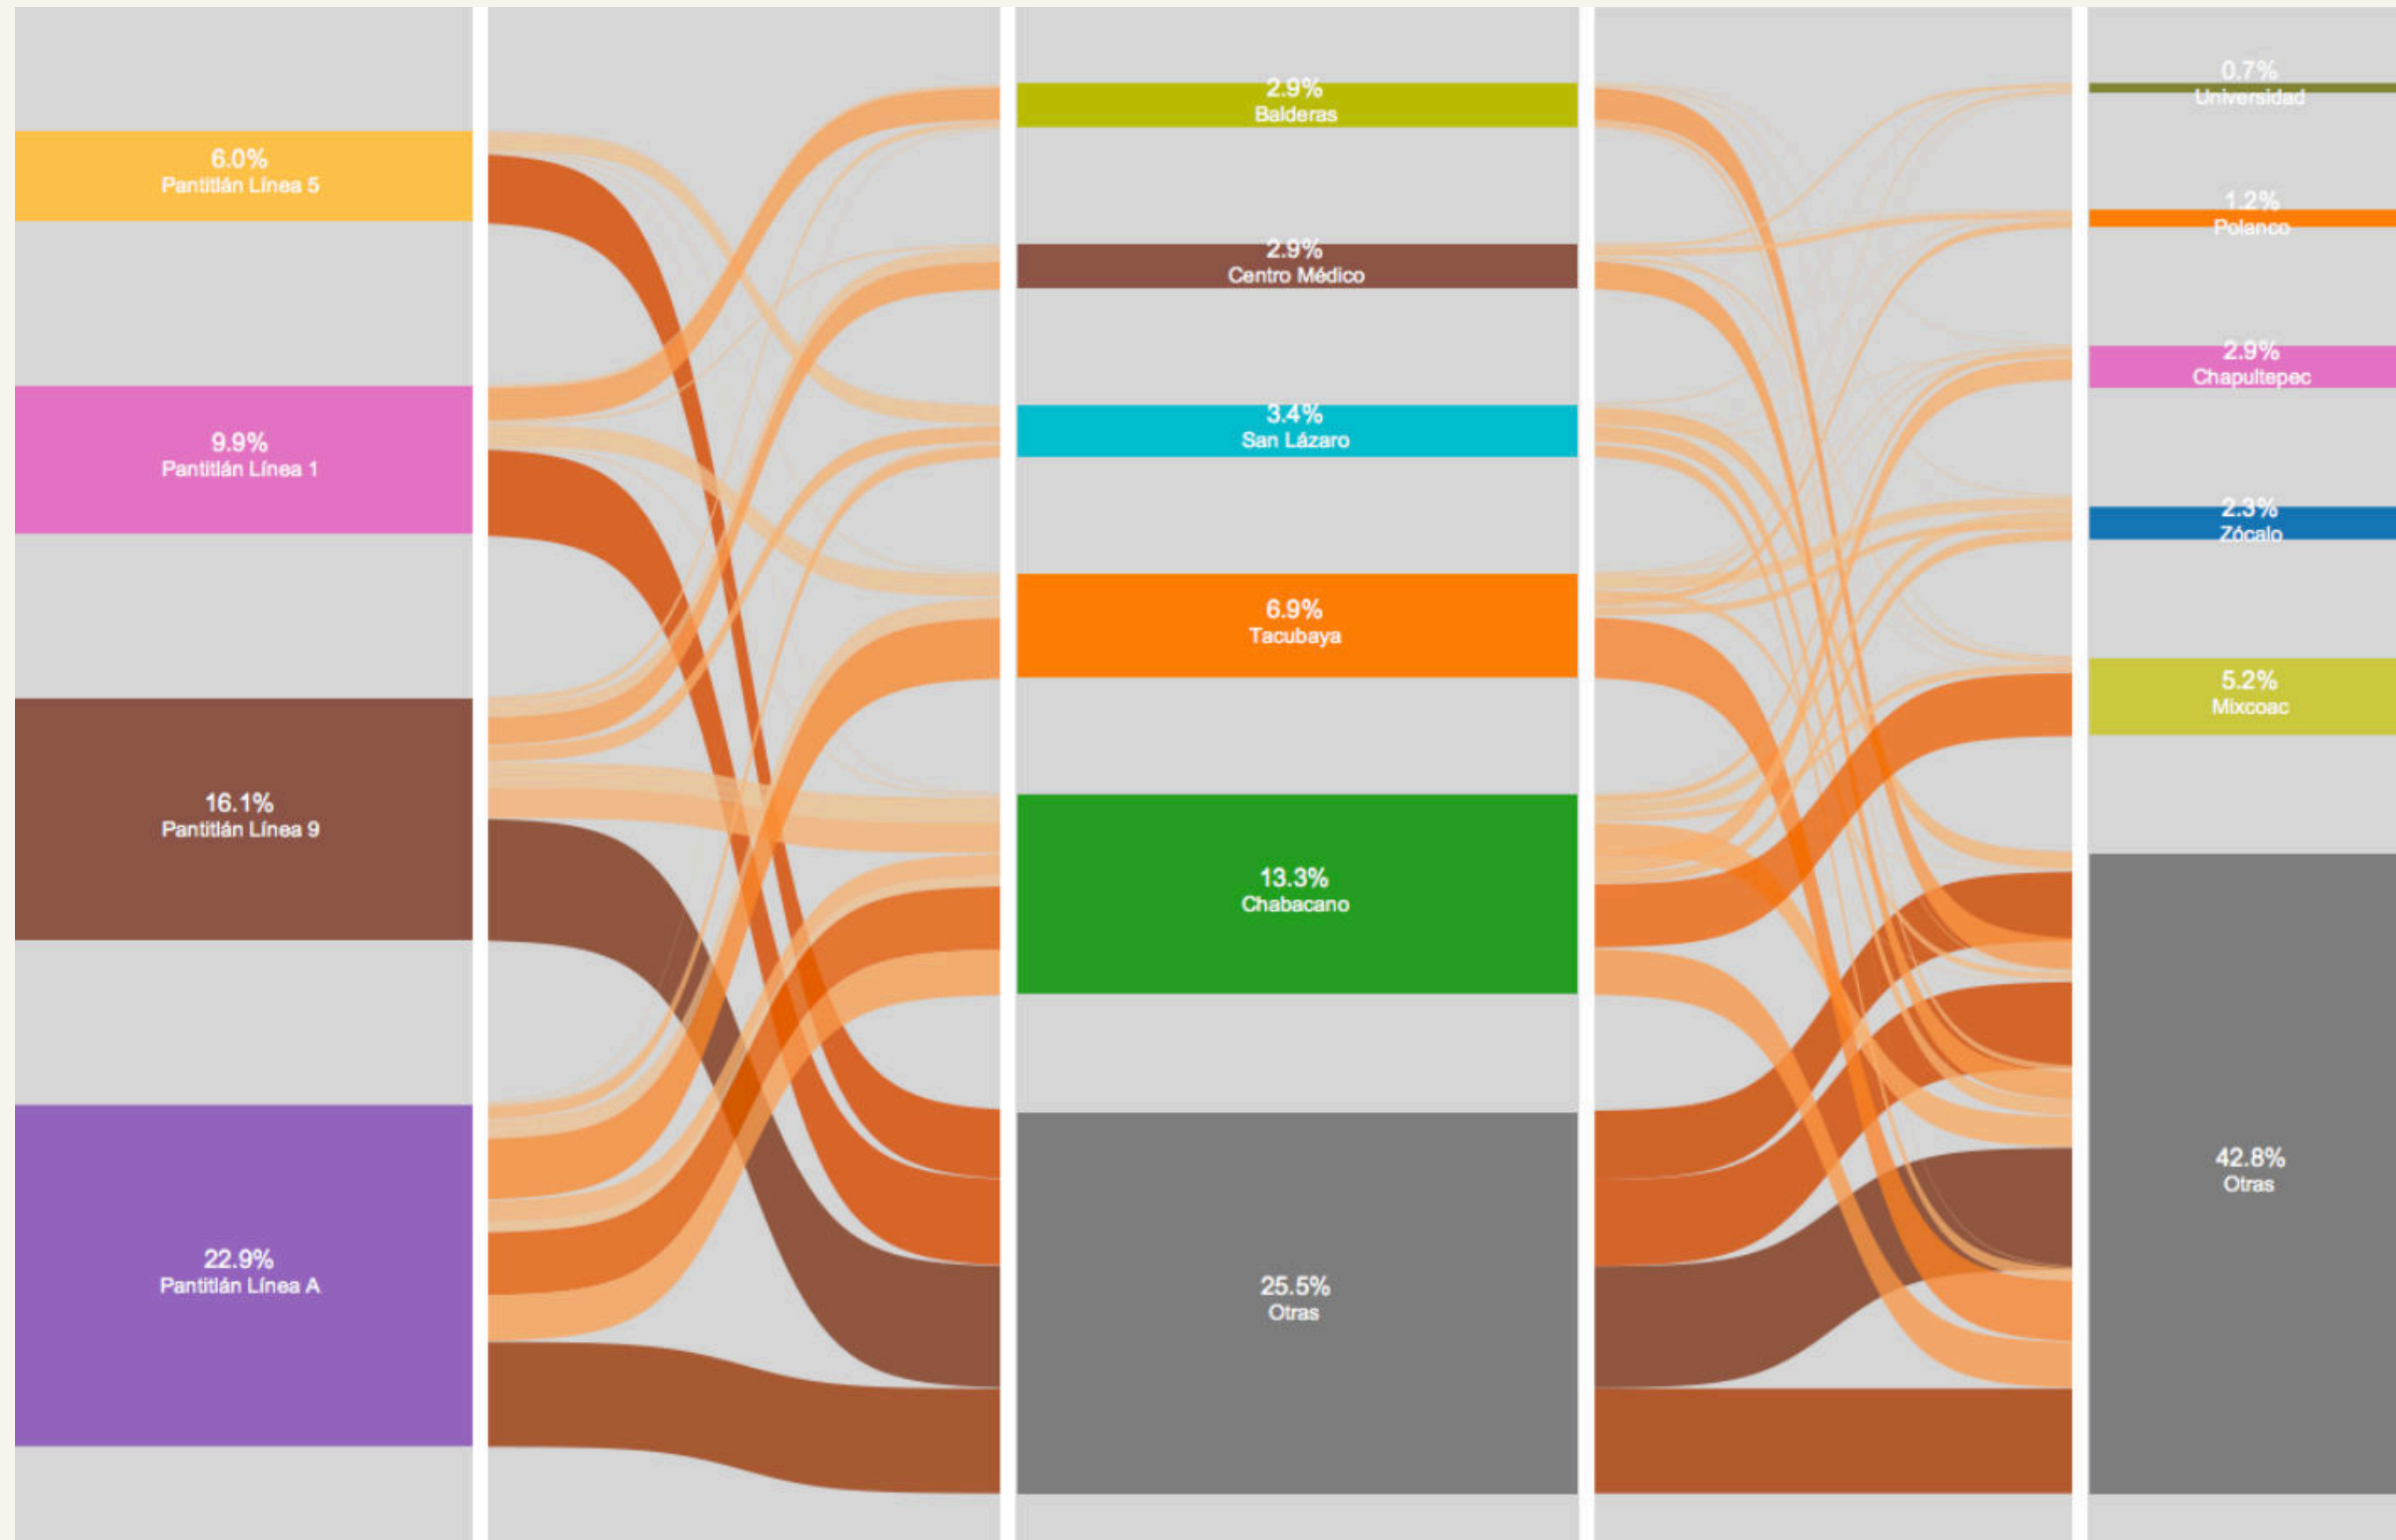 6.0%
Pantitlán Línea 5
9.9%
Pantitlán Línea 1
16.1%
Pantitlán Línea 9
22.9%
Pantitlán Línea A
2.9%
Balderas
2.9%
Centro Médico
3.4%
San Lázaro
6.9%
Tacubaya
13.3%
Chabacano
25.5%
Otras
0.7%
Universidad
1.2%
Polanco
2.9%
Chapultepec
2.3%
Zócalo
5.2%
Mixcoac
42.8%
Otras